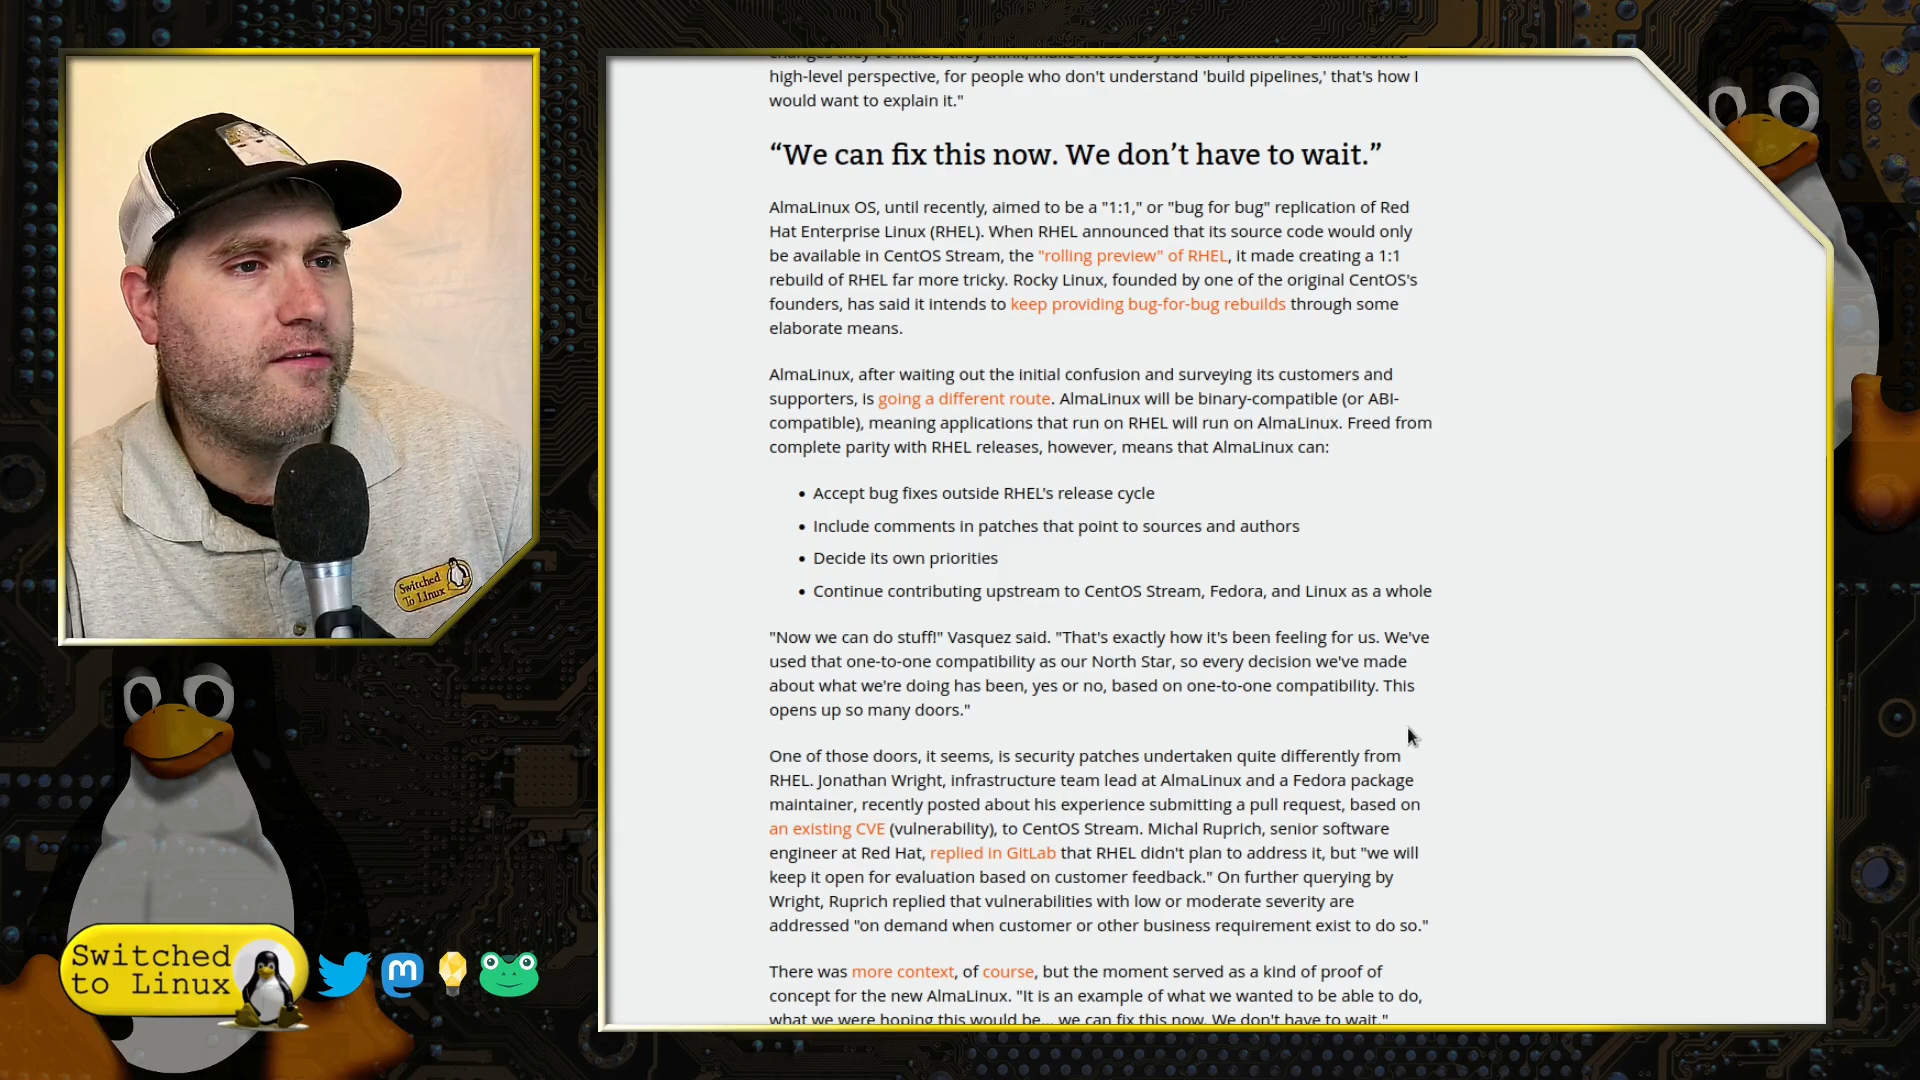 high-level perspective, for people who don't understand 'build pipelines,' that's how I
would want to explain it."
“We can fix this now. We don’t have to wait.”
AlmaLinux OS, until recently, aimed to be a "1:1," or "bug for bug" replication of Red
Hat Enterprise Linux (RHEL). When RHEL announced that its source code would only
be available in CentOS Stream, the "rolling preview" of RHEL, it made creating a 1:1
rebuild of RHEL far more tricky. Rocky Linux, founded by one of the original CentOS's
founders, has said it intends to keep providing bug-for-bug rebuilds through some
elaborate means.
AlmaLinux, after waiting out the initial confusion and surveying its customers and
supporters, is going a different route. AlmaLinux will be binary-compatible (or ABI-
compatible), meaning applications that run on RHEL will run on AlmaLinux. Freed from
complete parity with RHEL releases, however, means that AlmaLinux can:
• Accept bug fixes outside RHEL's release cycle
• Include comments in patches that point to sources and authors
• Decide its own priorities
• Continue contributing upstream to CentOS Stream, Fedora, and Linux as a whole
"Now we can do stuff!" Vasquez said. "That's exactly how it's been feeling for us. We've
used that one-to-one compatibility as our North Star, so every decision we've made
about what we're doing has been, yes or no, based on one-to-one compatibility. This
opens up so many doors."
One of those doors, it seems, is security patches undertaken quite differently from
RHEL. Jonathan Wright, infrastructure team lead at AlmaLinux and a Fedora package
maintainer, recently posted about his experience submitting a pull request, based on
an existing CVE (vulnerability), to CentOS Stream. Michal Ruprich, senior software
engineer at Red Hat, replied in GitLab that RHEL didn't plan to address it, but "we will
keep it open for evaluation based on customer feedback." On further querying by
Wright, Ruprich replied that vulnerabilities with low or moderate severity are
addressed "on demand when customer or other business requirement exist to do so."
There was more context, of course, but the moment served as a kind of proof of
concept for the new AlmaLinux. "It is an example of what we wanted to be able to do,
what we were hoping this would be... we can fix this now. We don't have to wait."
Switched
To Linux
Switched
to Linux